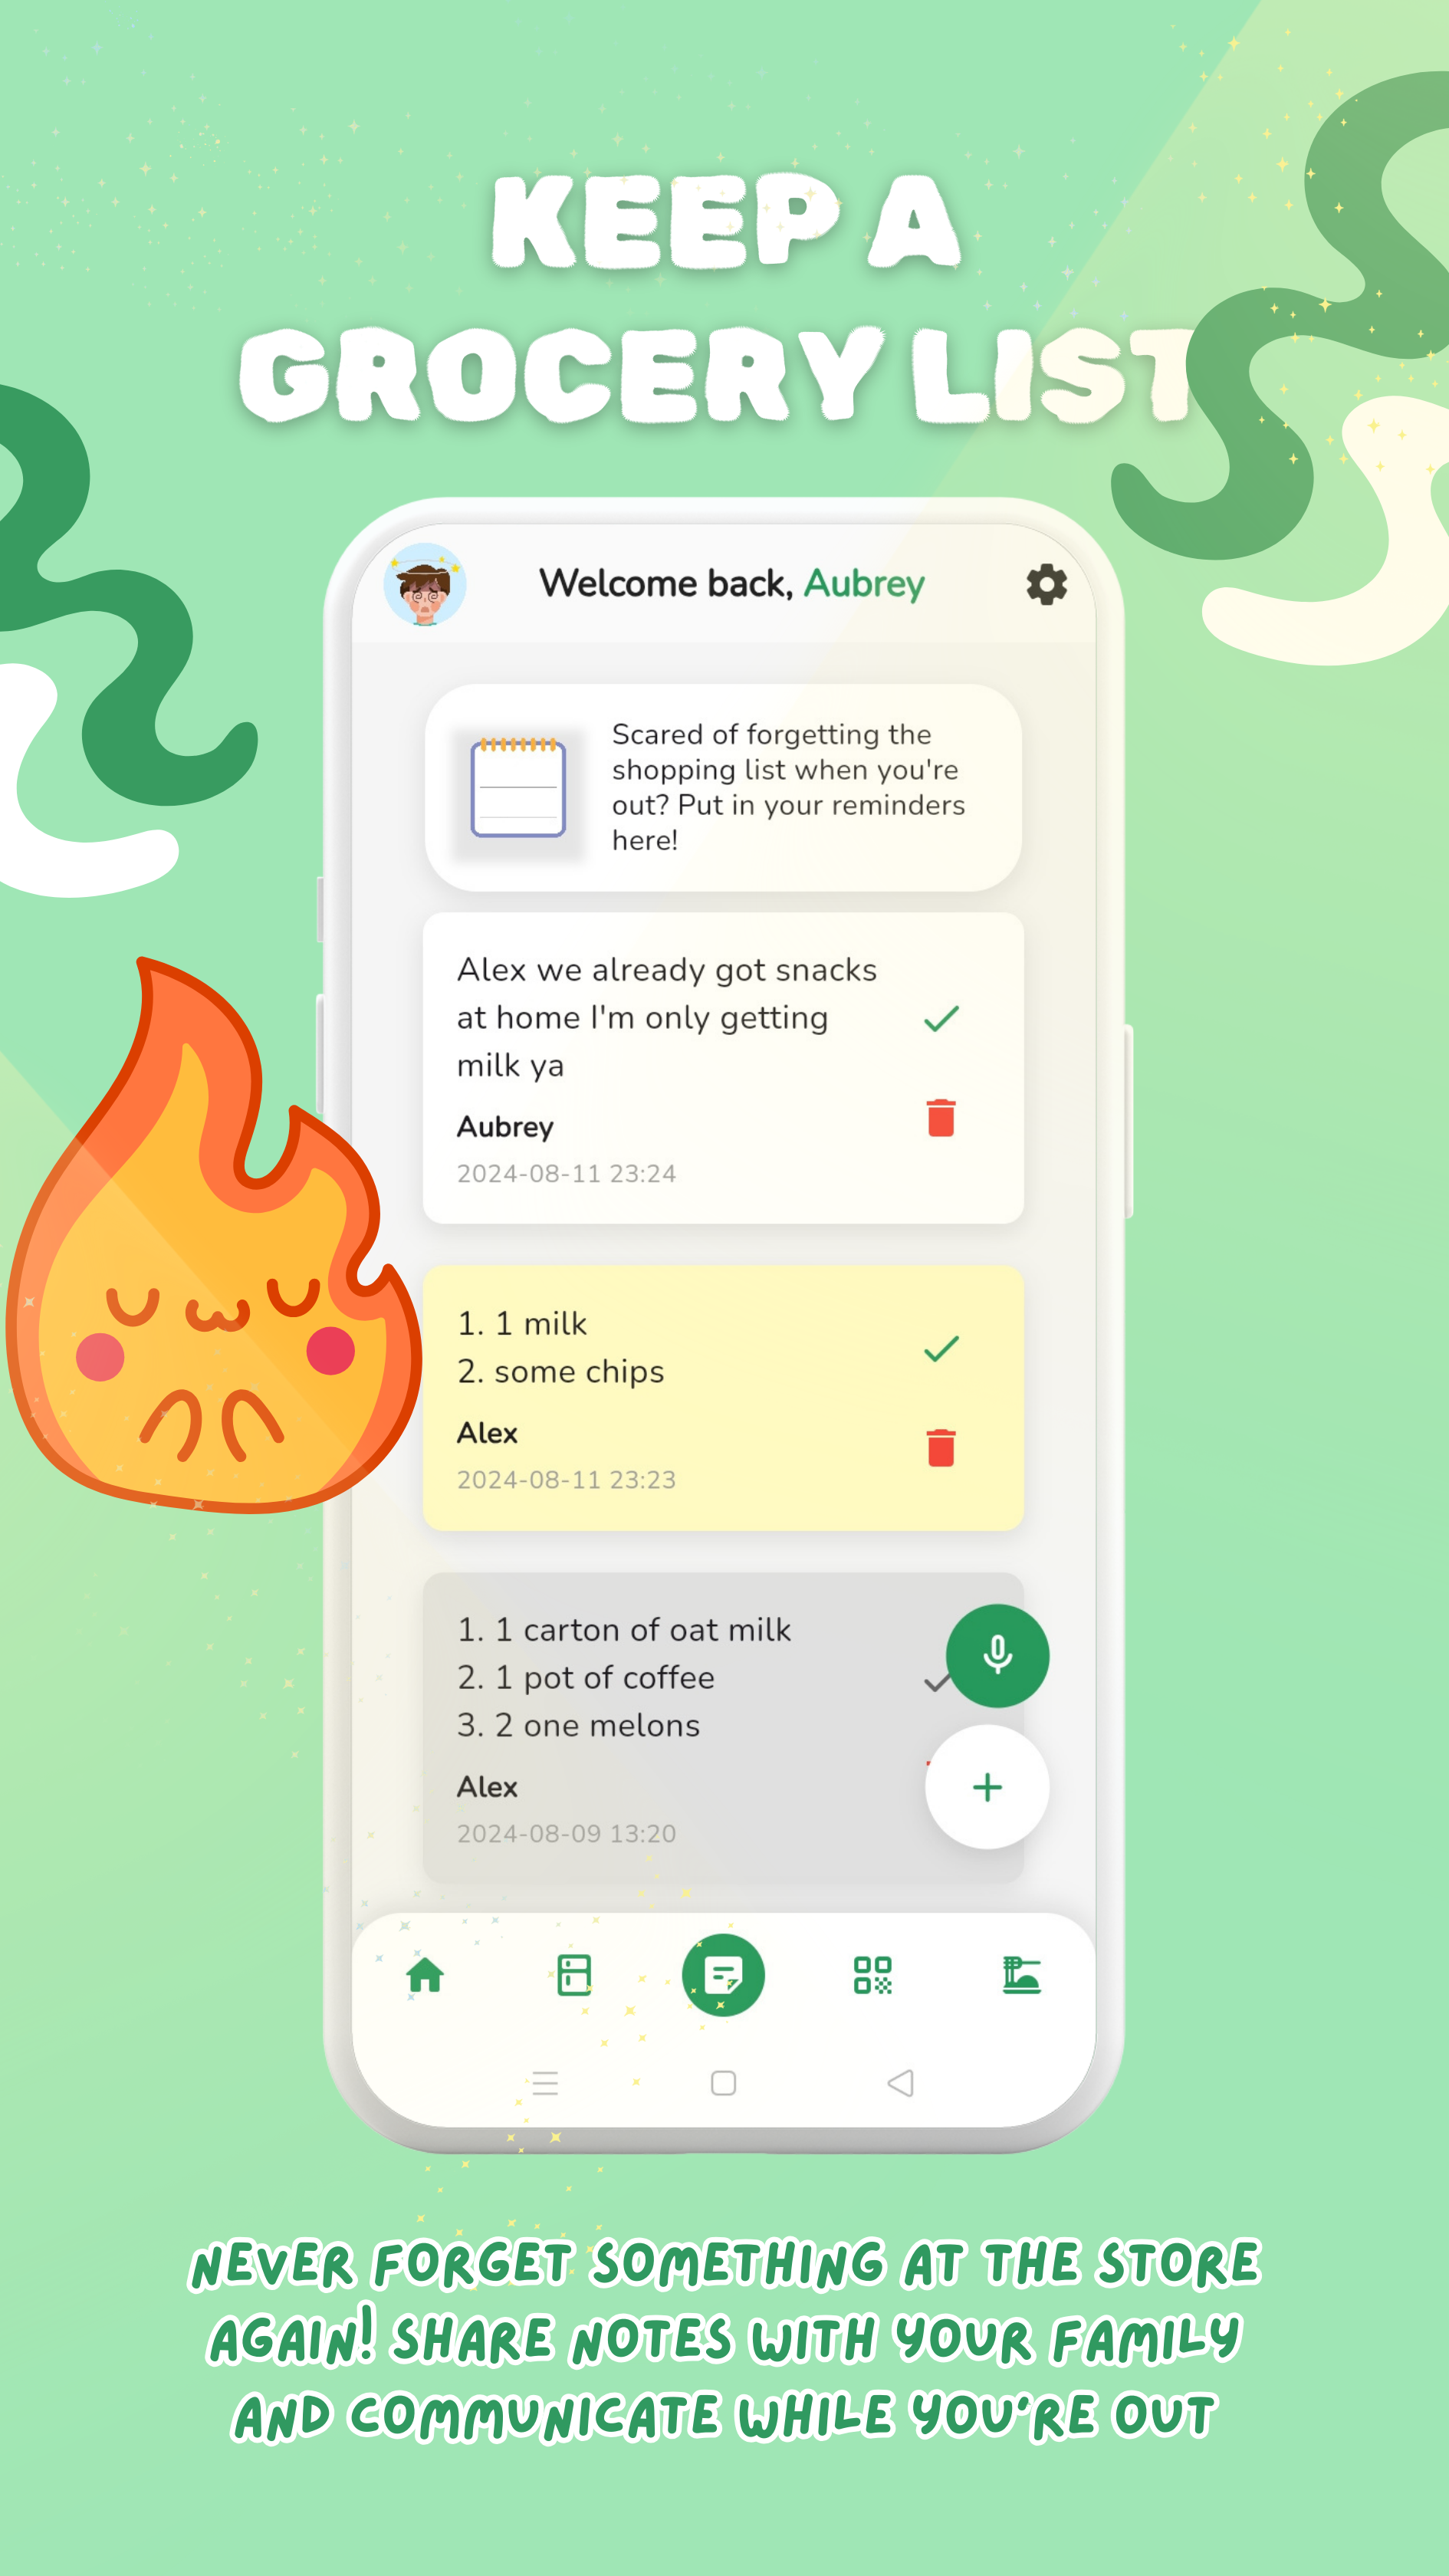 KEEP A
GROCERY LIST
Welcome back, Aubrey
Scared of forgetting the
shopping list when you're
out? Put in your reminders
here!
Alex we already got snacks
at home I'm only getting
milk ya
Aubrey
2024-08-11 23:24
1. 1 milk
2. some chips
Alex
2024-08-11 23:23
1. 1 carton of oat milk
2. 1 pot of coffee
3. 2 one melons
Alex
2024-08-09 13:20
NEVER FORGET SOMETHING AT THE STORE
AGAIN! SHARE NOTES WITH YOUR FAMILY
AND COMMUNICATE WHILE YOU'RE OUT